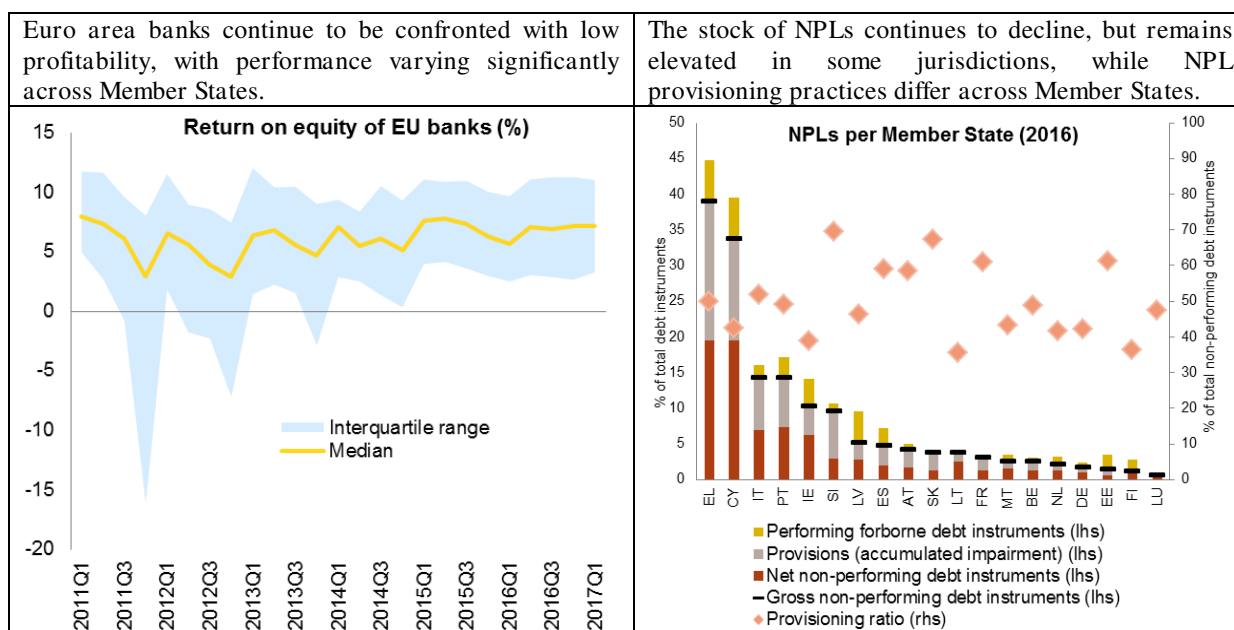 Euro area banks continue to be confronted with low
profitability, with performance varying significantly
across Member States.
The stock of NPLs continues to decline, but remains
elevated in some jurisdictions, while NPL
provisioning practices differ across Member States.
Return on equity of EU banks (%)
15
10
5
0
-5
-10
-15
-20
Interquartile range
Median
2011Q1
2011Q3
2012Q1
2012Q3
2013Q1
2013Q3
2014Q1
2014Q3
2015Q1
2015Q3
2016Q1
2016Q3
2017Q1
NPLs per Member State (2016)
% of total debt instruments
50
45
40
35
30
25
20
15
10
5
0
100
90
80
70
60
50
40
30
20
10
0
% of total non-performing debt instruments
EL
CY
IT
PT
IE
SI
LV
ES
AT
SK
LT
FR
MT
BE
NL
DE
EE
FI
LU
Performing forborne debt instruments (lhs)
Provisions (accumulated impairment) (lhs)
Net non-performing debt instruments (lhs)
Gross non-performing debt instruments (lhs)
Provisioning ratio (rhs)